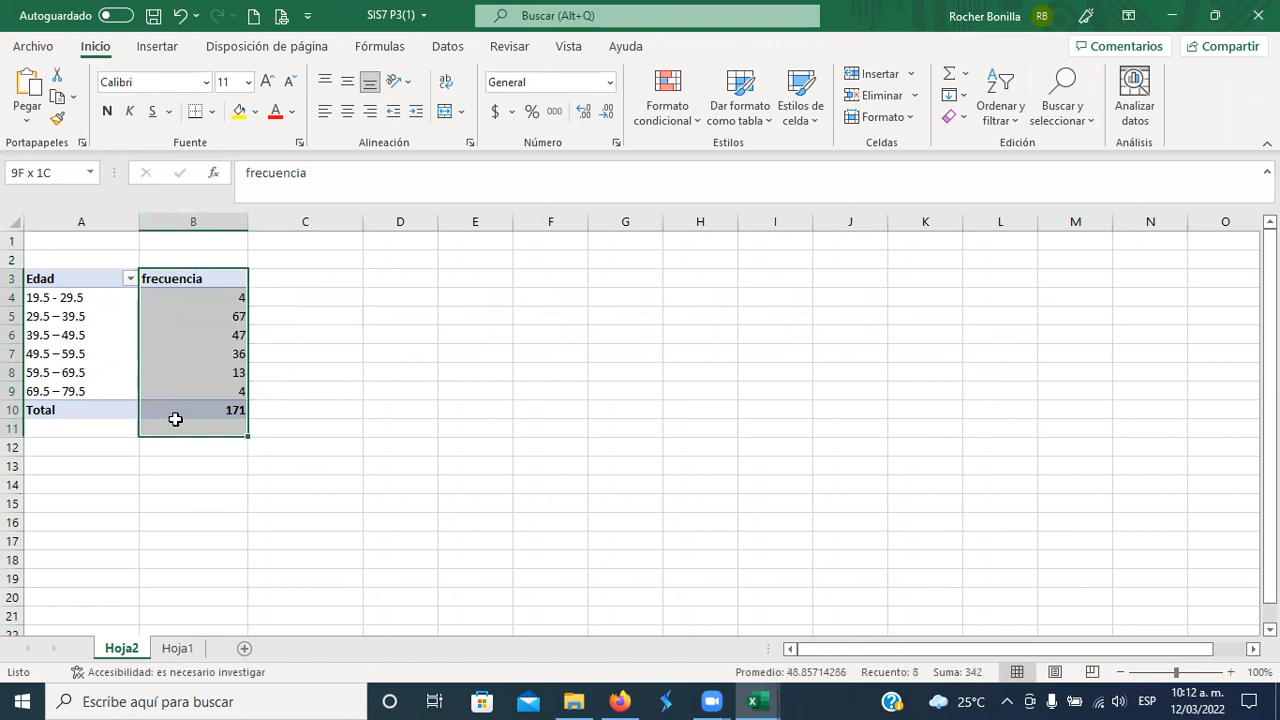 Autoguardado SIS7 P3(1) Buscar (Alt+Q) Rocher Bonilla RB
Archivo Inicio Insertar Disposición de página Fórmulas Datos Revisar Vista Ayuda Comentarios Compartir
Pegar
Calibri 11
N K S
General
$ % 000
Formato condicional
Dar formato como tabla
Estilos de celda
Insertar
Eliminar
Formato
Ordenar y filtrar
Buscar y seleccionar
Analizar datos
Portapapeles Fuente Alineación Número Estilos Celdas Edición Análisis
9F x 1C fx frecuencia
A B C D E F G H I J K L M N O
1
2
3 Edad frecuencia
4 19.5 - 29.5 4
5 29.5 – 39.5 67
6 39.5 – 49.5 47
7 49.5 – 59.5 36
8 59.5 – 69.5 13
9 69.5 – 79.5 4
10 Total 171
11
12
13
14
15
16
17
18
19
20
21
22
Hoja2 Hoja1
Listo Accesibilidad: es necesario investigar Promedio: 48.85714286 Recuento: 8 Suma: 342 100%
Escribe aquí para buscar 25°C ESP 10:12 a. m.
12/03/2022